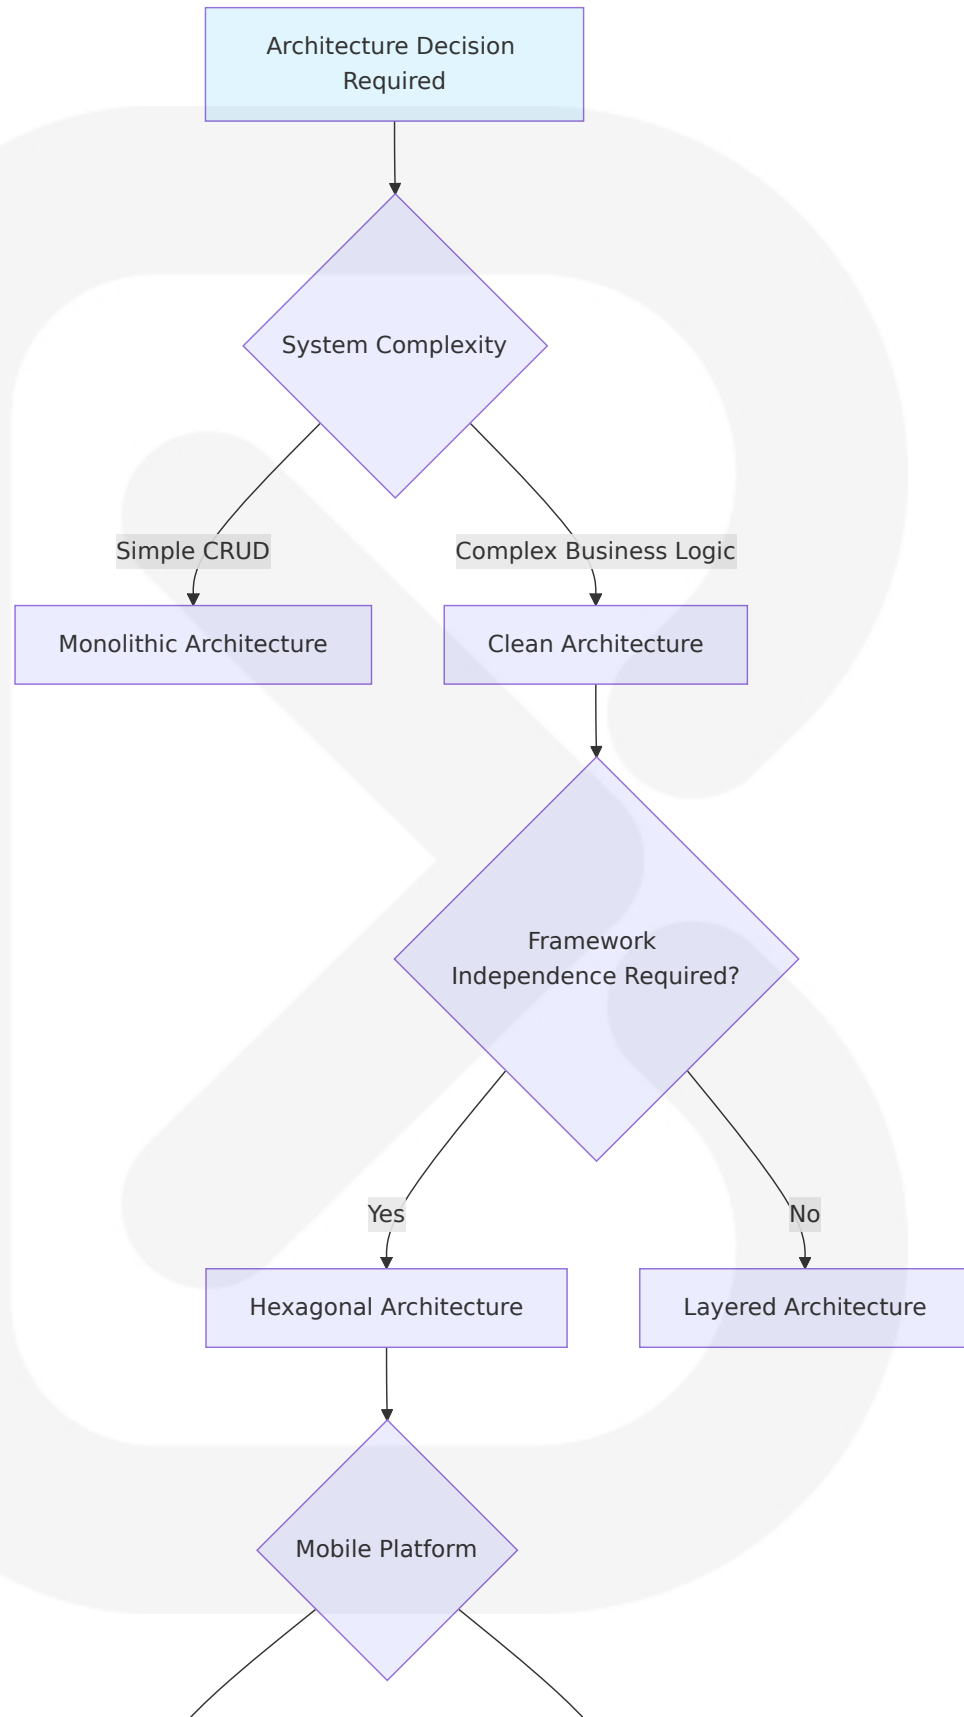 Architecture Decision
Required
System Complexity
Simple CRUD
Complex Business Logic
Monolithic Architecture
Clean Architecture
Framework
Independence Required?
Yes
No
Hexagonal Architecture
Layered Architecture
Mobile Platform